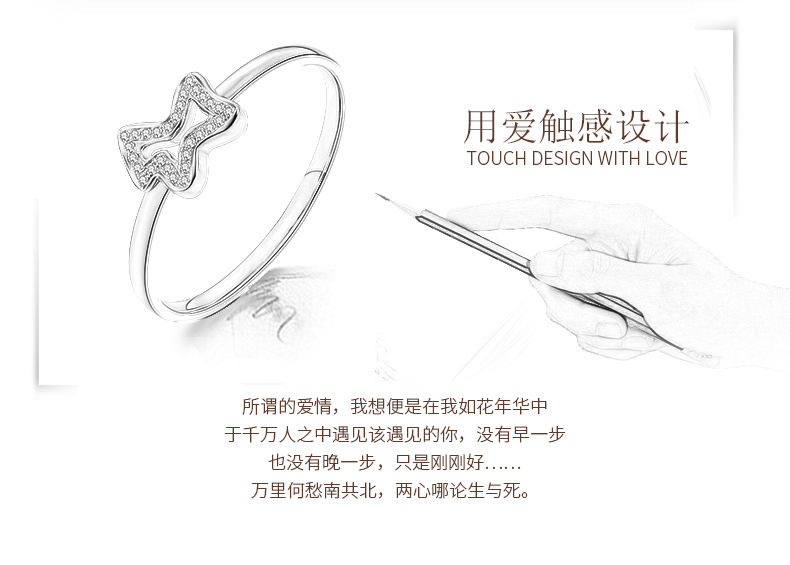 用爱触感设计
TOUCH DESIGN WITH LOVE
所谓的爱情，我想便是在我如花年华中
于千万人之中遇见该遇见的你，没有早一步
也没有晚一步，只是刚刚好……
万里何愁南共北，两心哪论生与死。